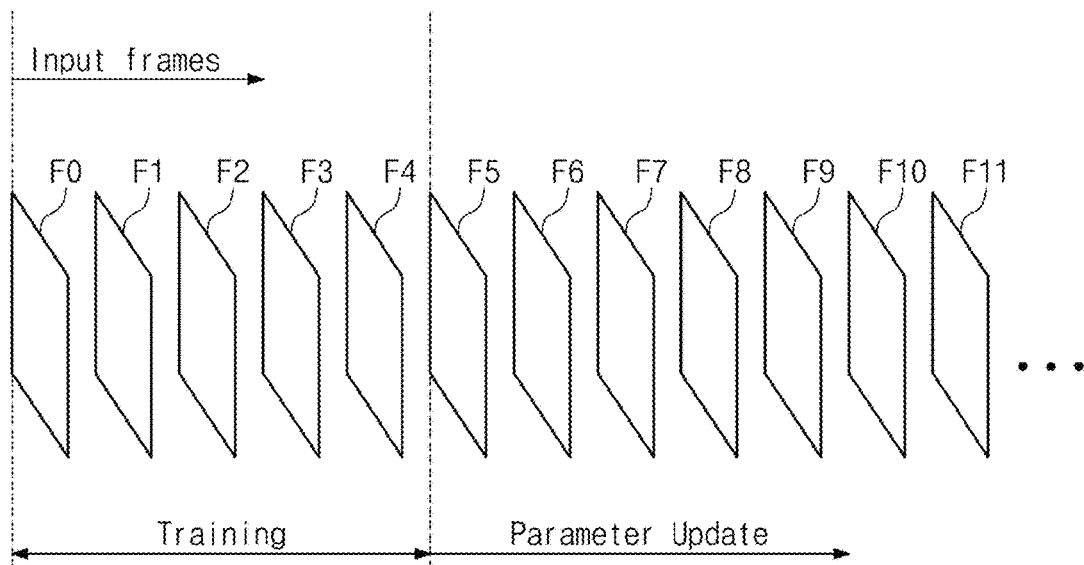 Input frames
F0 F1 F2 F3 F4 F5 F6 F7 F8 F9 F10 F11
Training Parameter Update